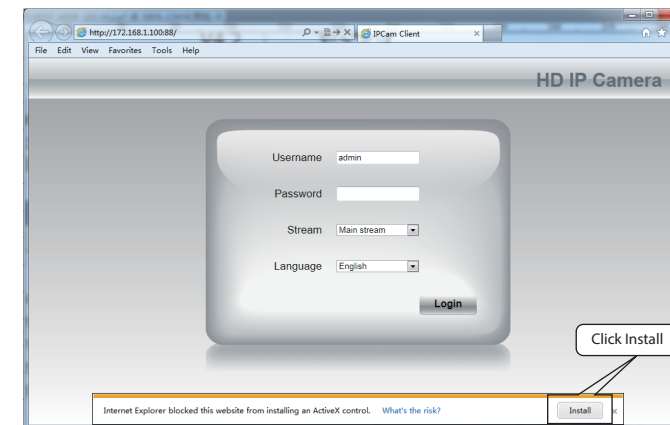 http://172.168.1.100:88/
IPCam Client
File Edit View Favorites Tools Help
HD IP Camera
Username admin
Password
Stream Main stream
Language English
Login
Click Install
Internet Explorer blocked this website from installing an ActiveX control. What's the risk? Install